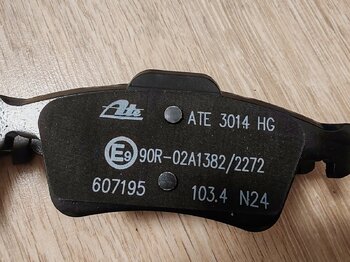 Ate
ATE 3014 HG
E9 90R-02A1382/2272
607195
103.4 N24